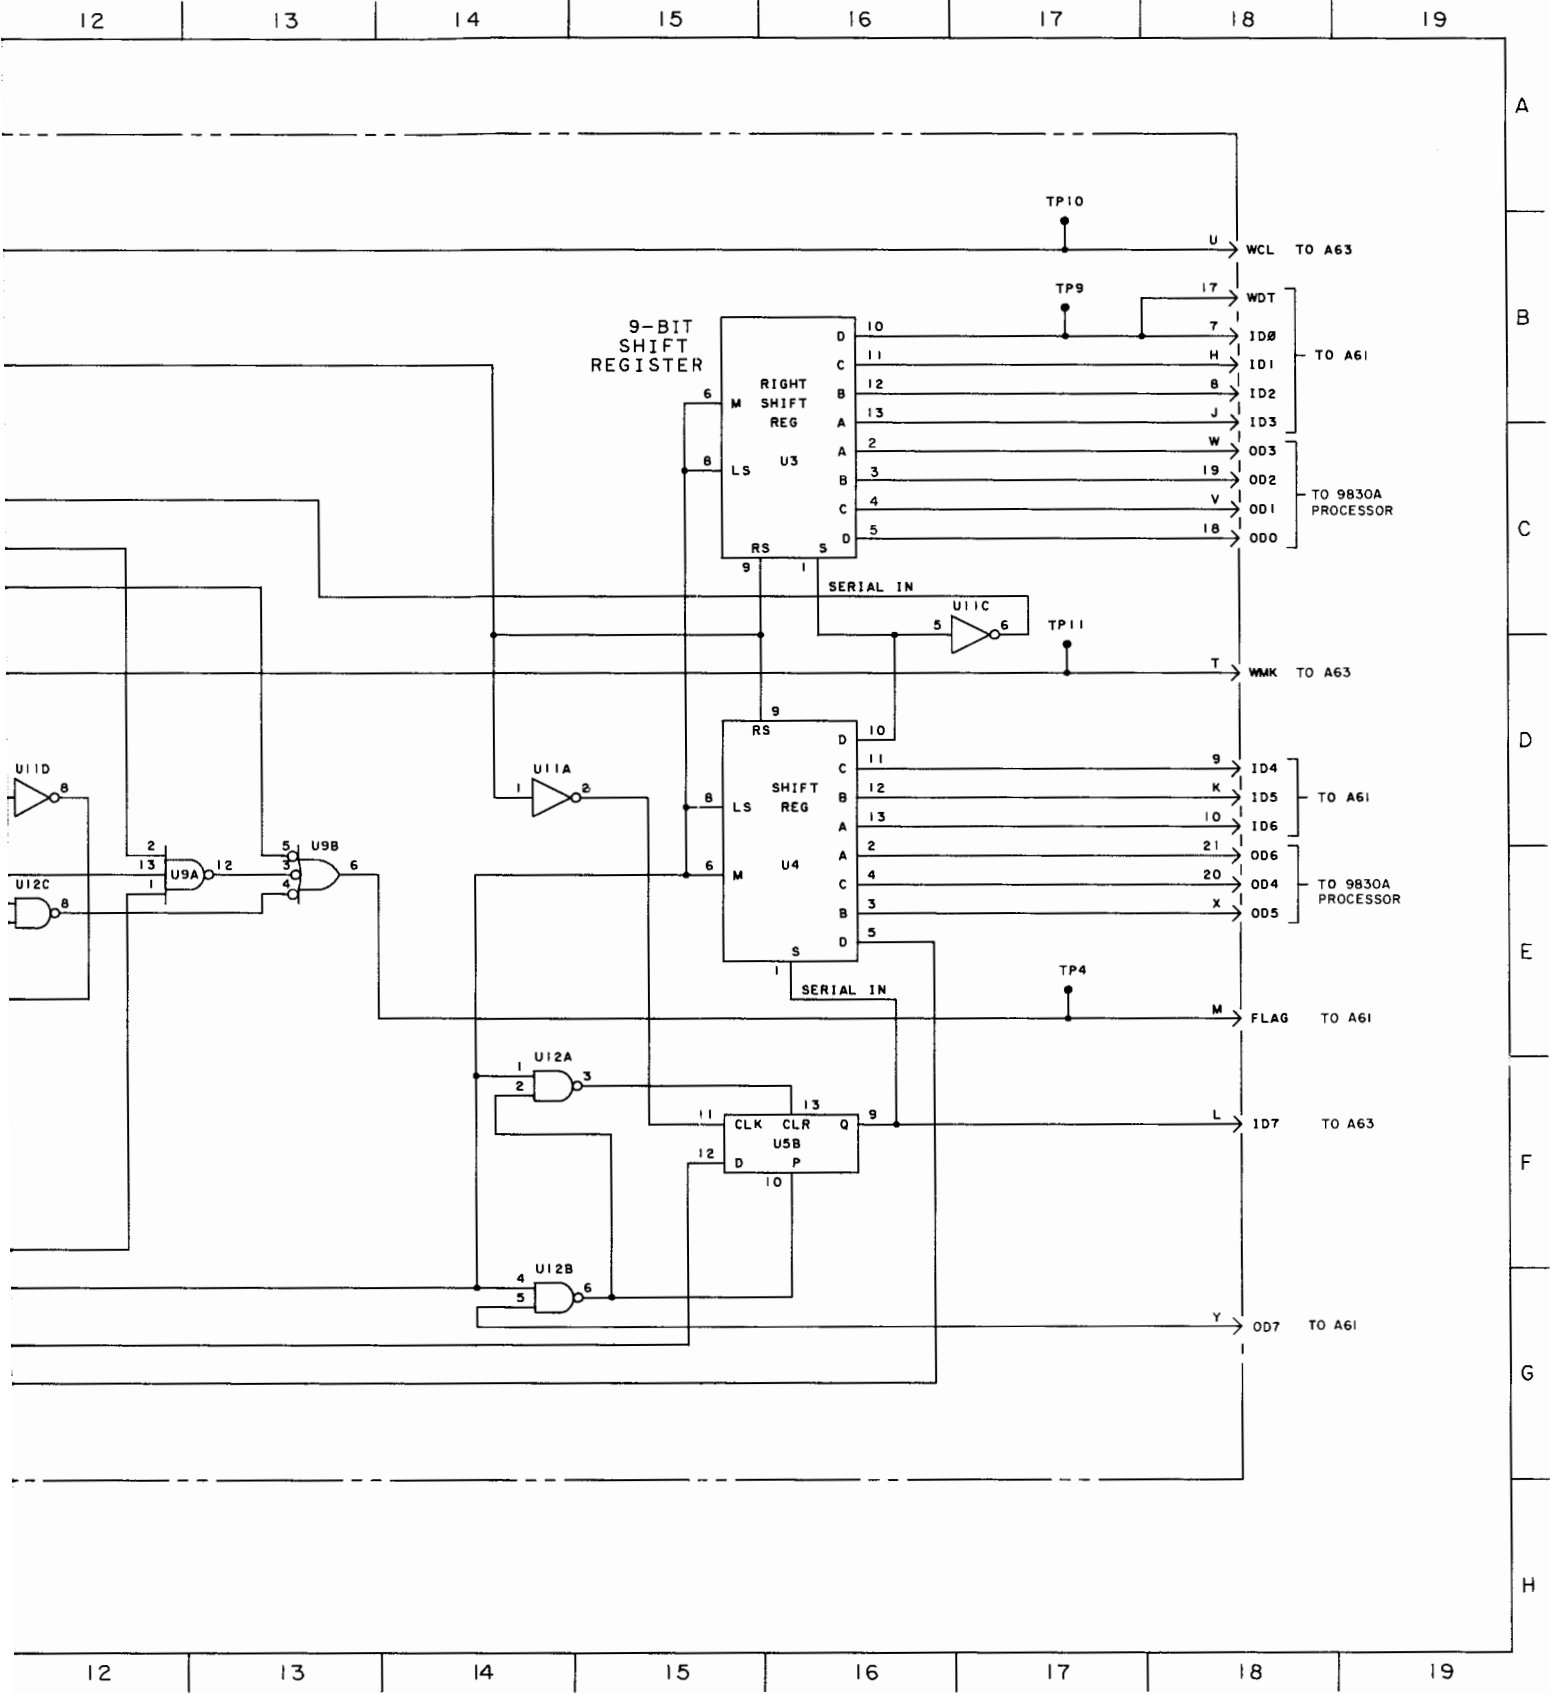 12 13 14 15 16 17 18 19
A
TP10
U WCL TO A63
TP9
17 WDT
B
9-BIT
SHIFT
REGISTER
D 10 7 IDØ
C 11 H ID1 TO A61
RIGHT
SHIFT
REG
B 12 8 ID2
6 M
A 13 J ID3
A 2 W OD3
U3
8 LS
B 3 19 OD2
TO 9830A
PROCESSOR
C 4 V OD1
C
D 5 18 ODO
RS S
9 1
SERIAL IN
U11C
5 6
TP11
T WMK TO A63
9
RS
D 10
D
C 11 9 ID4
U11D
8
U11A
1 2
SHIFT
REG
B 12 K ID5 TO A61
8 LS
A 13 10 ID6
2
13
1
U9A
12
5
3
4
U9B
6
A 2 21 OD6
U4
6 M
C 4 20 OD4
TO 9830A
PROCESSOR
U12C
8
B 3 X OD5
D 5
S
1
E
SERIAL IN
TP4
M FLAG TO A61
U12A
1
2
3
13
11 CLK CLR Q 9 L ID7 TO A63
U5B
12 D P
10
F
U12B
4
5
6
Y OD7 TO A61
G
H
12 13 14 15 16 17 18 19